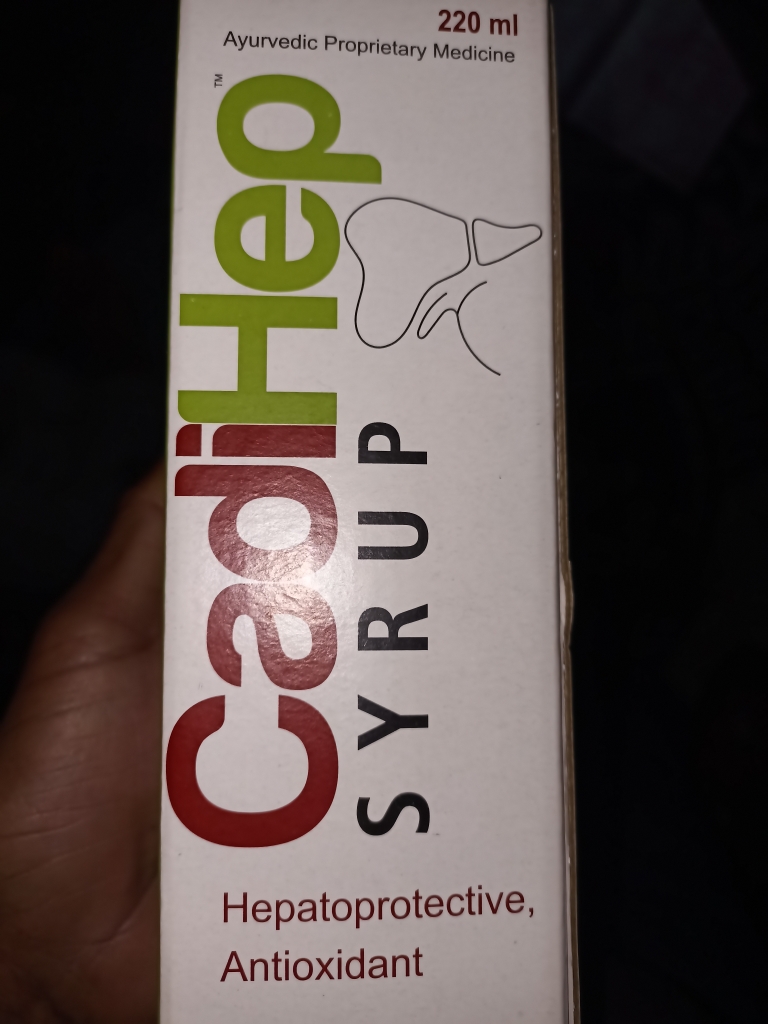 220 ml
Ayurvedic Proprietary Medicine
CadiHep™
SYRUP
Hepatoprotective,
Antioxidant